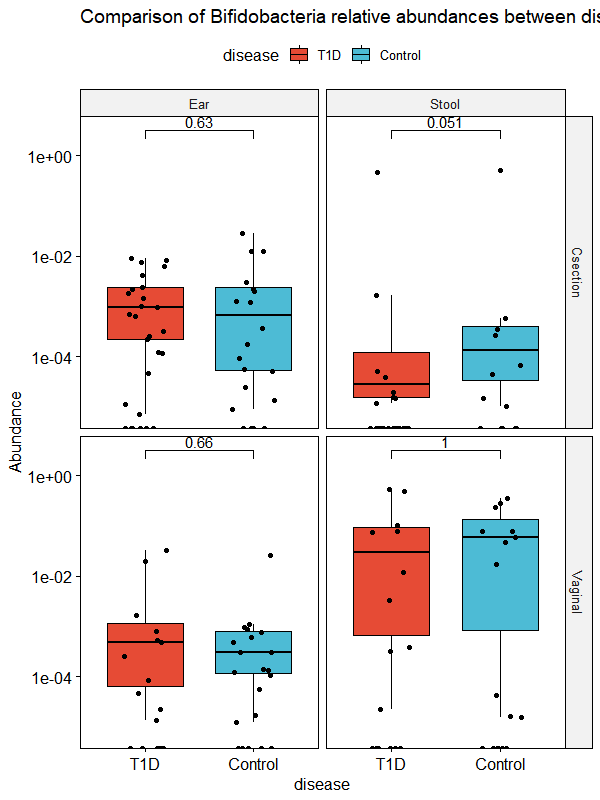 Comparison of Bifidobacteria relative abundances between dis
disease T1D Control
Ear Stool
0.63 0.051
1e+00
1e-02
1e-04
Csection
0.66 1
1e+00
1e-02
1e-04
Vaginal
Abundance
T1D Control T1D Control
disease